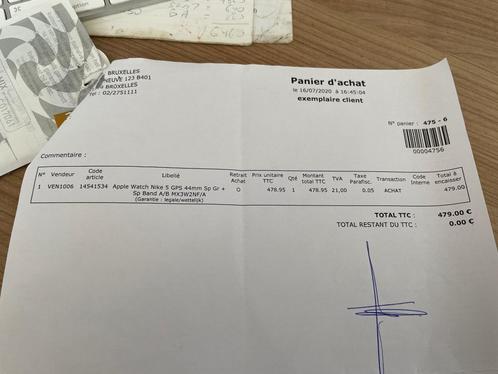 BRUXELLES
NEUVE 123 B401
BRUXELLES
Tel : 02/2751111
Panier d'achat
le 16/07/2020 à 16:45:04
exemplaire client
N° panier : 475 - 6
00004756
Commentaire :
N° Vendeur Code article Libellé Retrait Achat Prix unitaire TTC Qté Montant total TTC TVA Taxe Parafisc. Transaction Code Interne Total à encaisser
1 VEN1006 14541534 Apple Watch Nike 5 GPS 44mm Sp Gr + O 478.95 1 478.95 21,00 0.05 ACHAT 479.00
Sp Band A/B MX3W2NF/A
(Garantie : legale/wettelijk)
TOTAL TTC : 479.00 €
TOTAL RESTANT DU TTC : 0.00 €